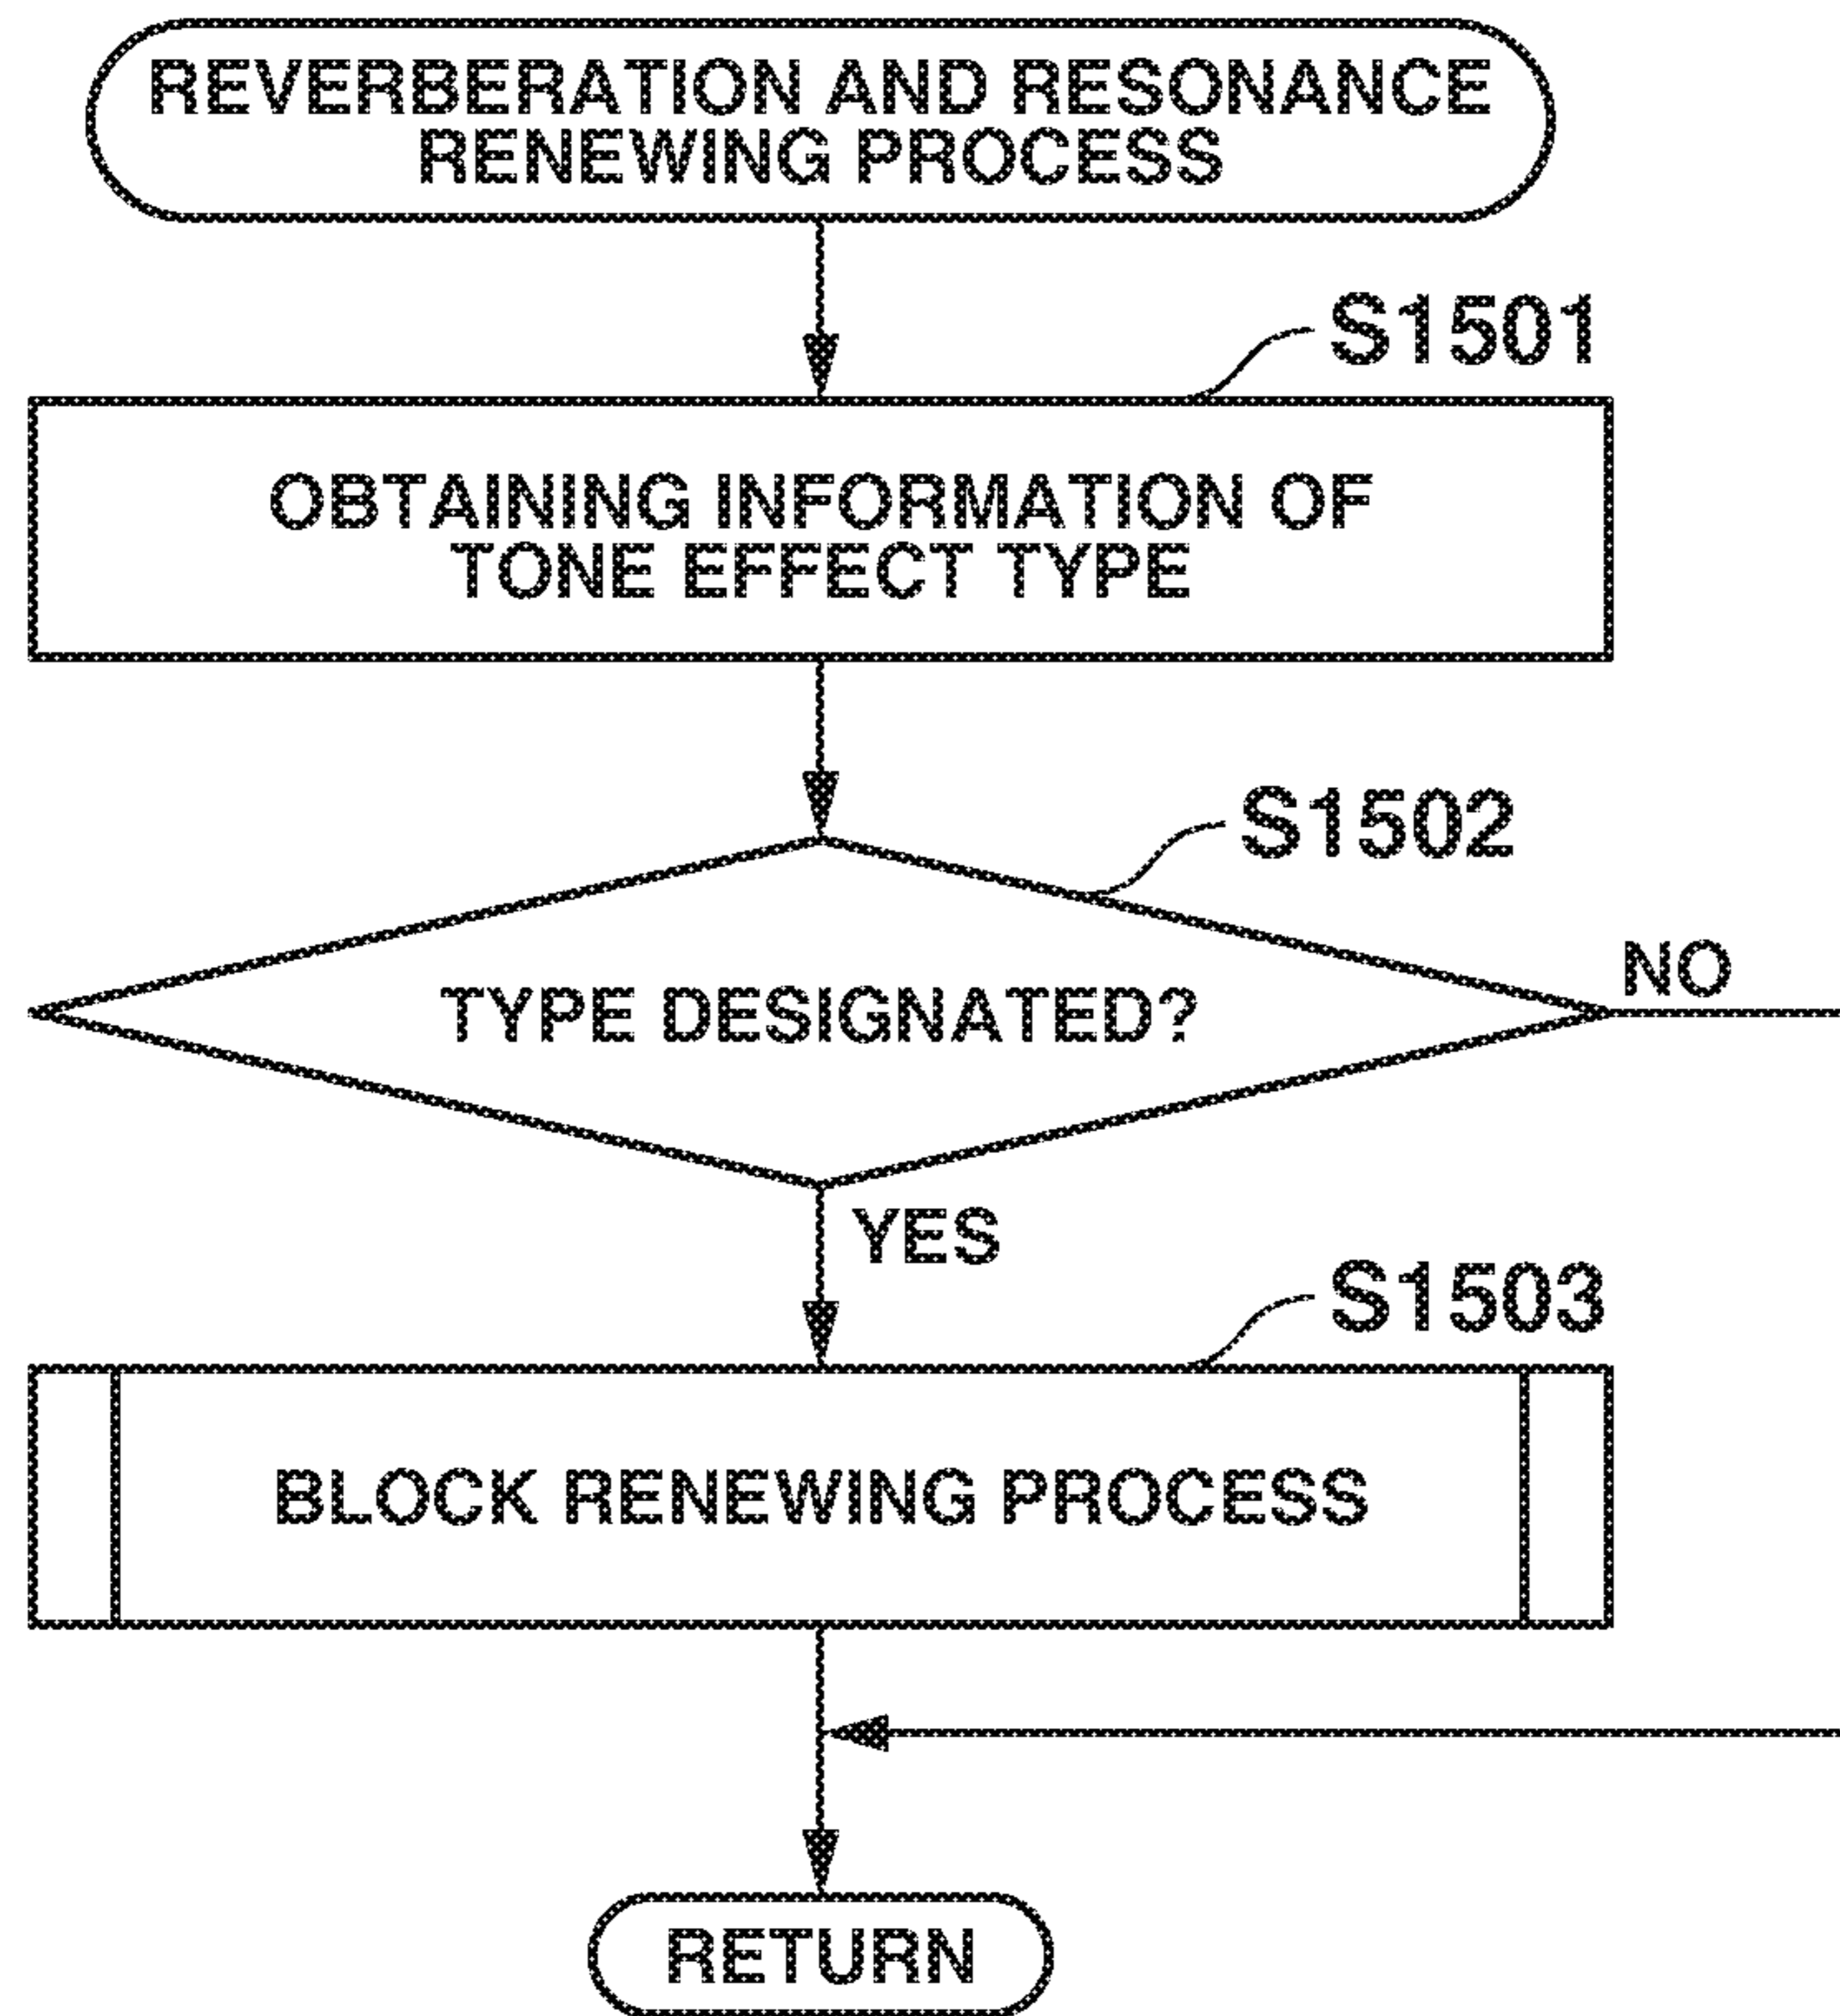 REVERBERATION AND RESONANCE
RENEWING PROCESS
S1501
OBTAINING INFORMATION OF
TONE EFFECT TYPE
S1502
NO
TYPE DESIGNATED?
YES
S1503
BLOCK RENEWING PROCESS
RETURN